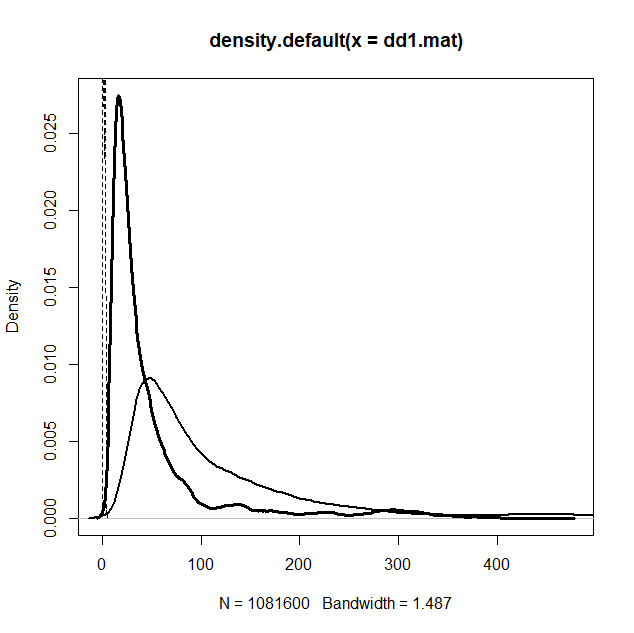 density.default(x = dd1.mat)
Density
0.025
0.020
0.015
0.010
0.005
0.000
0 100 200 300 400
N = 1081600 Bandwidth = 1.487